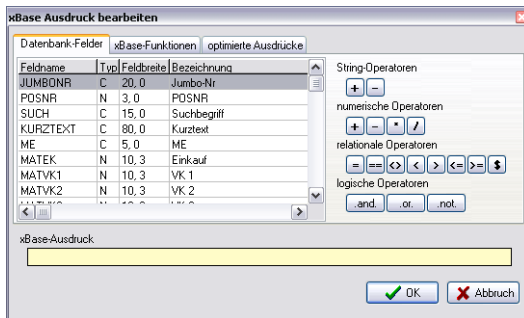 xBase Ausdruck bearbeiten
Datenbank-Felder xBase-Funktionen optimierte Ausdrücke
Feldname Typ Feldbreite Bezeichnung
JUMBONR C 20, 0 Jumbo-Nr
POSNR N 3, 0 POSNR
SUCH C 15, 0 Suchbegriff
KURZTEXT C 80, 0 Kurztext
ME C 5, 0 ME
MATEK N 10, 3 Einkauf
MATVK1 N 10, 3 VK 1
MATVK2 N 10, 3 VK 2
String-Operatoren
+ -
numerische Operatoren
+ - * /
relationale Operatoren
= == <> < > <= >= $
logische Operatoren
.and. .or. .not.
xBase-Ausdruck
OK Abbruch